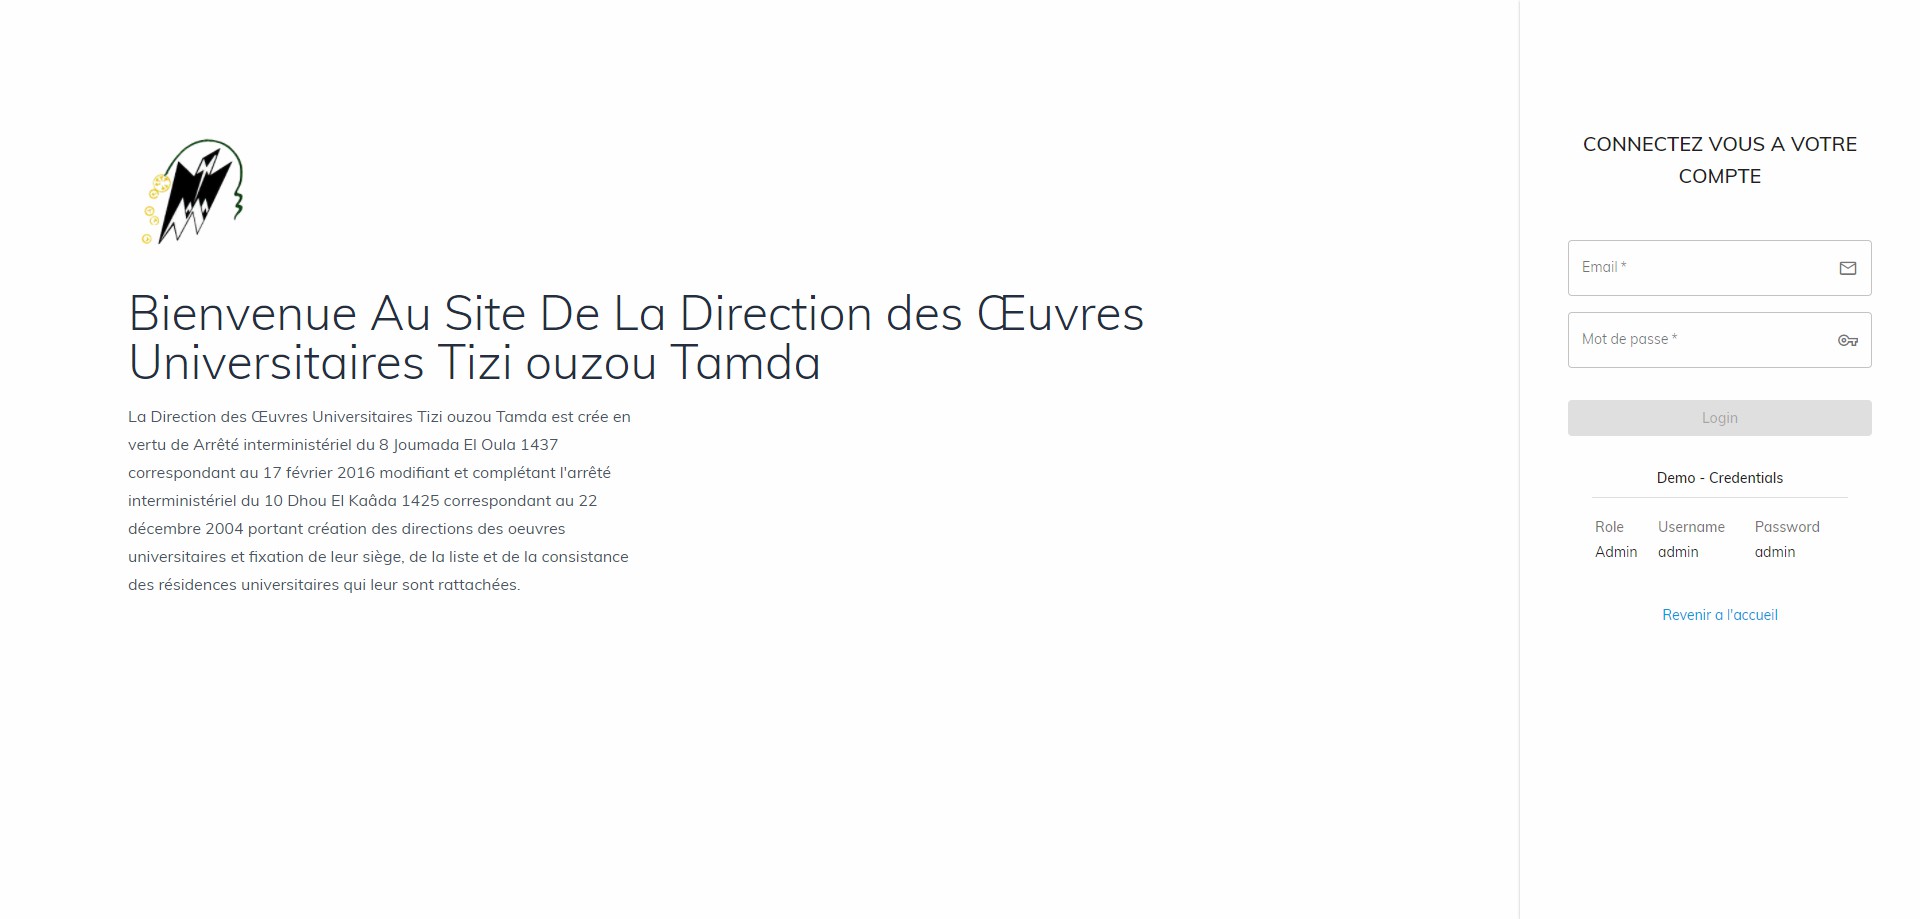 Bienvenue Au Site De La Direction des Œuvres
Universitaires Tizi ouzou Tamda
La Direction des Œuvres Universitaires Tizi ouzou Tamda est crée en
vertu de Arrêté interministériel du 8 Joumada El Oula 1437
correspondant au 17 février 2016 modifiant et complétant l'arrêté
interministériel du 10 Dhou El Kaâda 1425 correspondant au 22
décembre 2004 portant création des directions des oeuvres
universitaires et fixation de leur siège, de la liste et de la consistance
des résidences universitaires qui leur sont rattachées.
CONNECTEZ VOUS A VOTRE
COMPTE
Email *
Mot de passe *
Login
Demo - Credentials
Role Username Password
Admin admin admin
Revenir a l'accueil